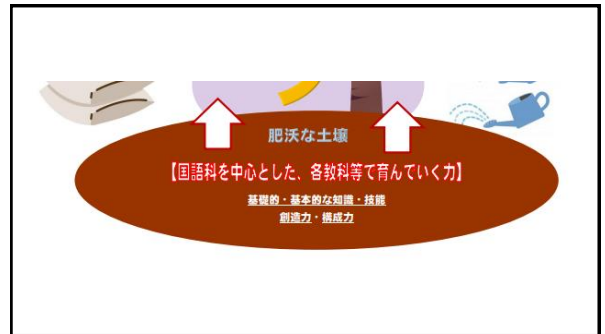 肥沃な土壌
【国語科を中心とした、各教科等で育んでいく力】
基礎的・基本的な知識・技能
創造力・構成力